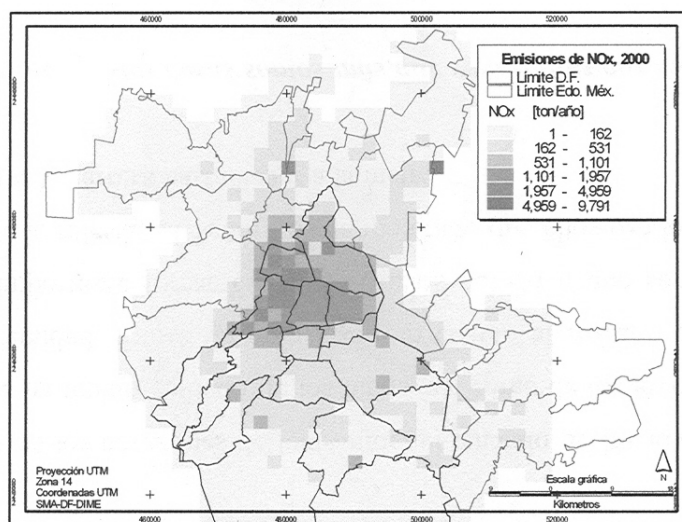 460000 480000 500000 520000
Emisiones de NOx, 2000
Límite D.F.
Límite Edo. Méx.
NOx [ton/año]
1 - 162
162 - 531
531 - 1,101
1,101 - 1,957
1,957 - 4,959
4,959 - 9,791
Proyección UTM
Zona 14
Coordenadas UTM
SMA-DF-DIME
N
Escala gráfica
Kilometros
460000 480000 500000 520000